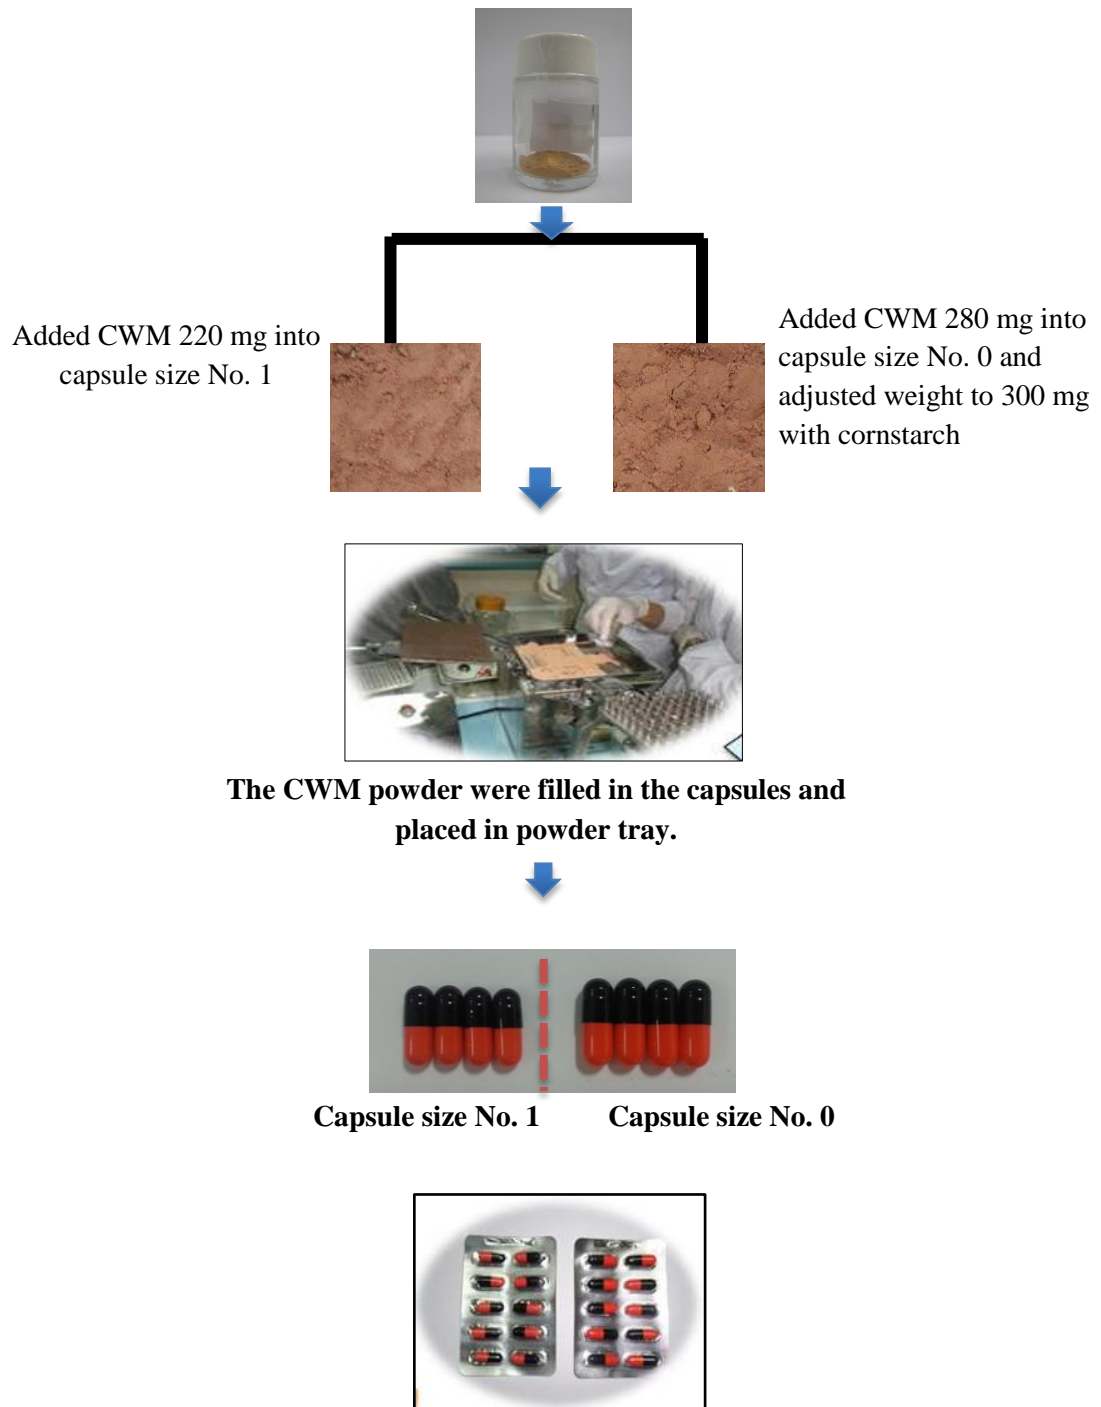 Added CWM 220 mg into
capsule size No. 1
Added CWM 280 mg into
capsule size No. 0 and
adjusted weight to 300 mg
with cornstarch
The CWM powder were filled in the capsules and
placed in powder tray.
Capsule size No. 1
Capsule size No. 0